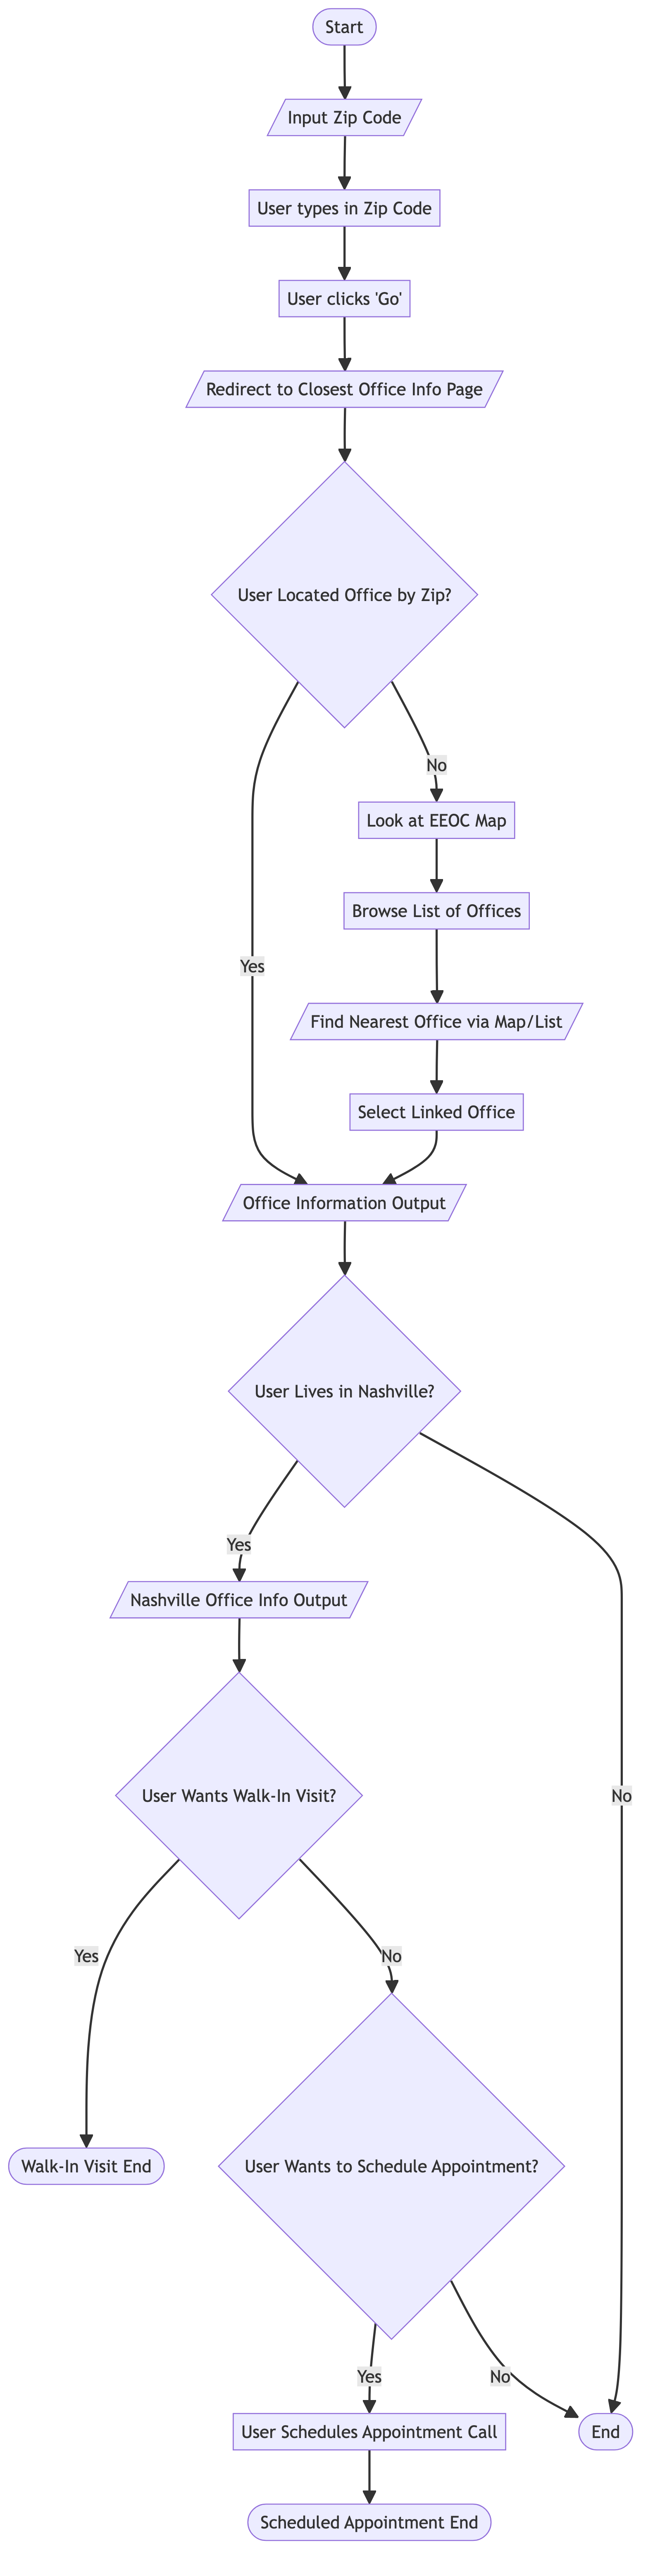 Start
Input Zip Code
User types in Zip Code
User clicks 'Go'
Redirect to Closest Office Info Page
User Located Office by Zip?
No
Look at EEOC Map
Browse List of Offices
Yes
Find Nearest Office via Map/List
Select Linked Office
Office Information Output
User Lives in Nashville?
Yes
Nashville Office Info Output
User Wants Walk-In Visit?
No
Yes
No
Walk-In Visit End
User Wants to Schedule Appointment?
Yes
No
User Schedules Appointment Call
End
Scheduled Appointment End